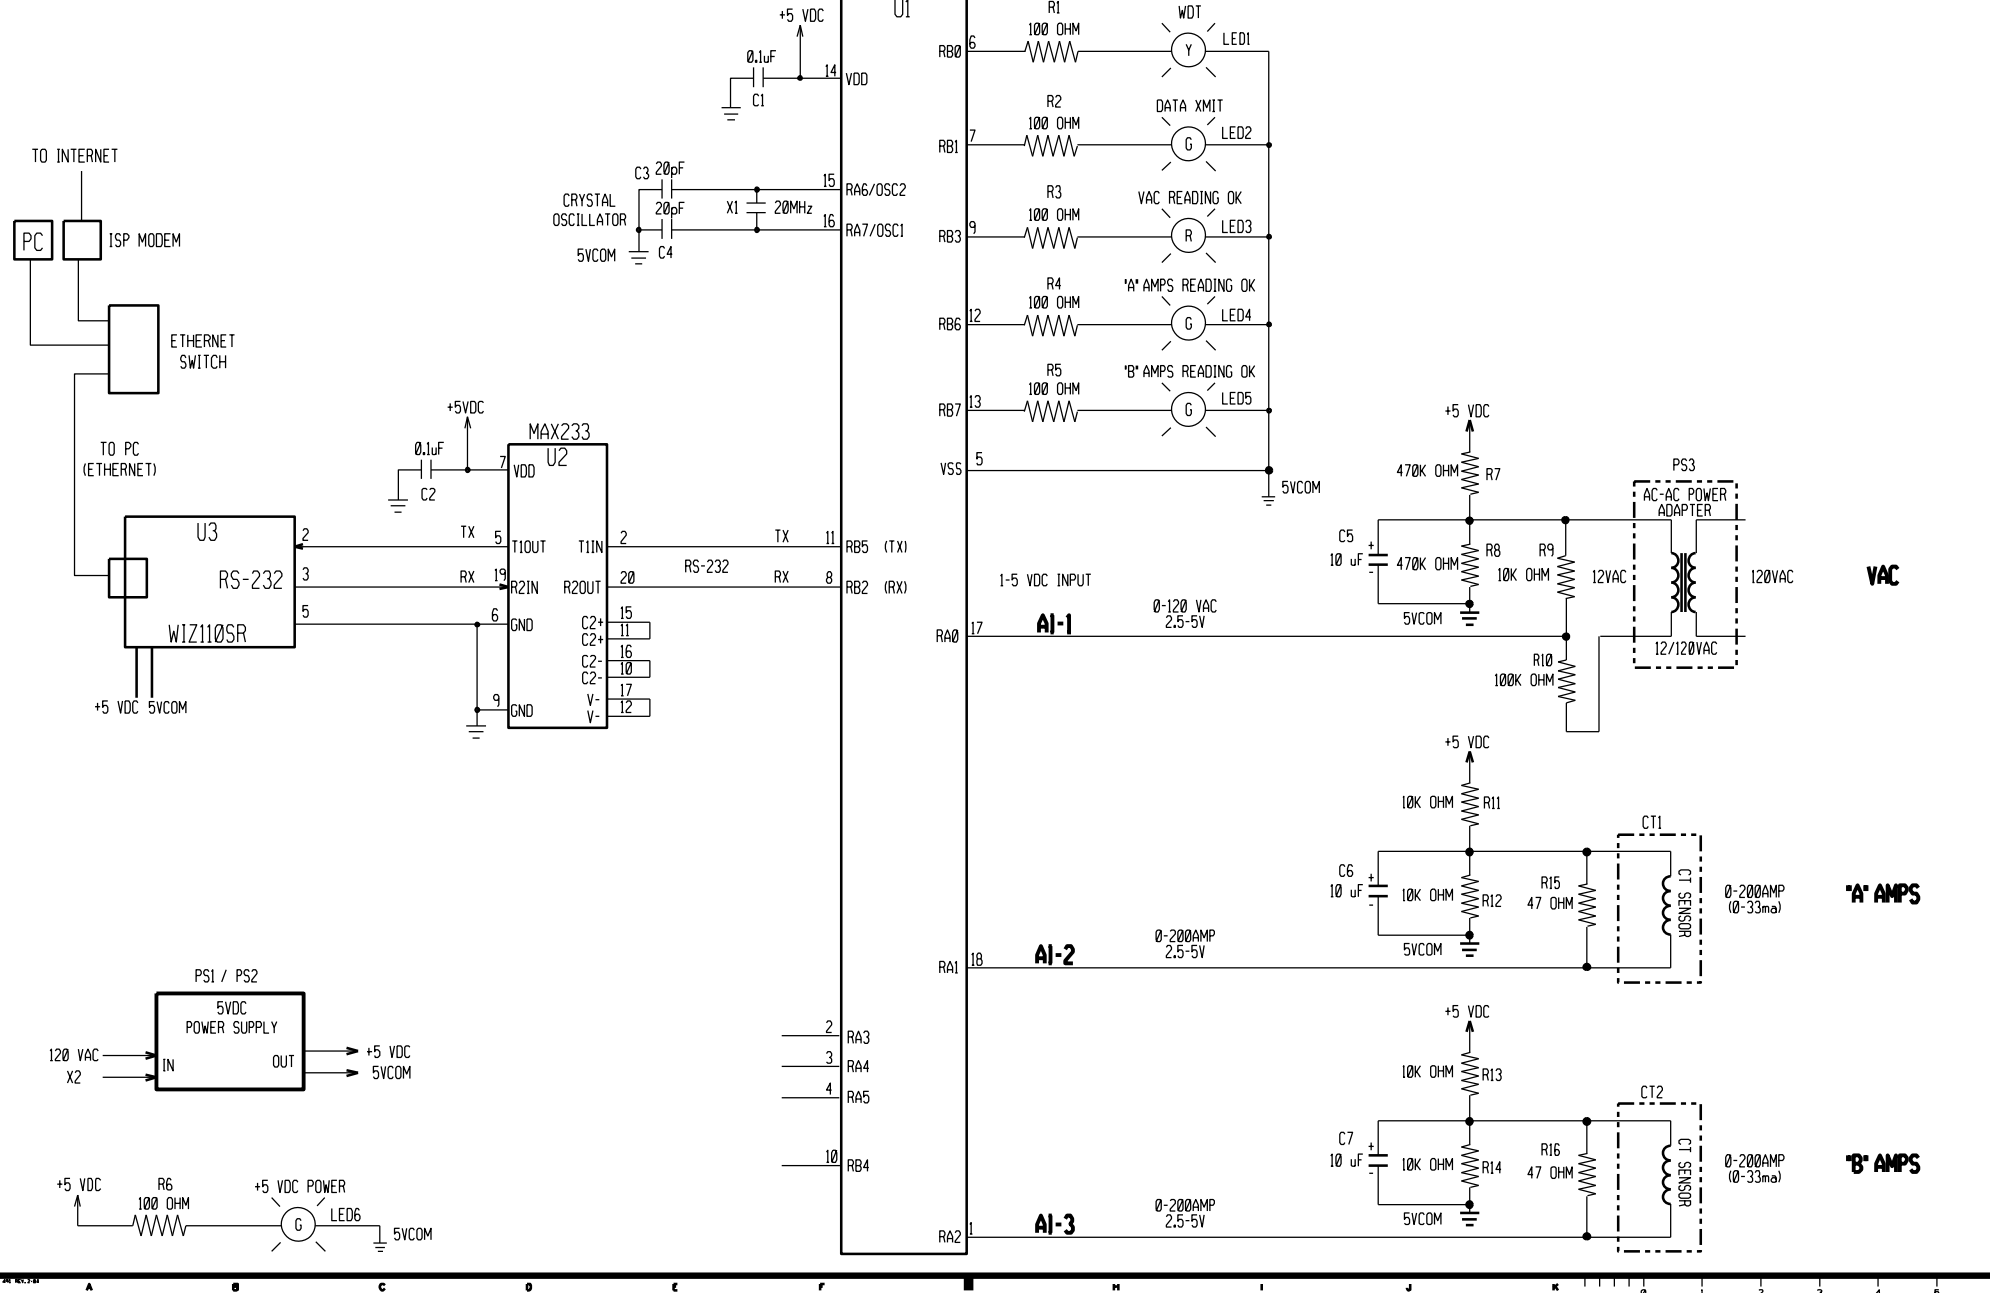 +5 VDC
0.1uF
C1
14
VDD
U1
TO INTERNET
PC
ISP MODEM
ETHERNET
SWITCH
TO PC
(ETHERNET)
CRYSTAL
OSCILLATOR
5VCOM
C3
20pF
20pF
C4
X1
20MHz
15
RA6/OSC2
16
RA7/OSC1
R1
100 OHM
WDT
RB0
6
Y
LED1
R2
100 OHM
DATA XMIT
RB1
7
G
LED2
R3
100 OHM
VAC READING OK
RB3
9
R
LED3
R4
100 OHM
"A" AMPS READING OK
RB6
12
G
LED4
R5
100 OHM
"B" AMPS READING OK
RB7
13
G
LED5
VSS
5
5VCOM
+5VDC
0.1uF
C2
7
VDD
MAX233
U2
U3
RS-232
WIZ110SR
+5 VDC 5VCOM
2
TX
5
T1OUT
T1IN
2
TX
11
RB5 (TX)
RS-232
3
RX
19
R2IN
R2OUT
20
RX
8
RB2 (RX)
5
6
GND
9
GND
C2+
15
C2+
11
C2-
16
C2-
10
V-
17
V-
12
1-5 VDC INPUT
AI-1
0-120 VAC
2.5-5V
RA0
17
+5 VDC
470K OHM
R7
C5
+
10 uF
-
470K OHM
R8
5VCOM
R9
10K OHM
12VAC
R10
100K OHM
PS3
AC-AC POWER
ADAPTER
12/120VAC
120VAC
VAC
+5 VDC
10K OHM
R11
C6
+
10 uF
-
10K OHM
R12
5VCOM
R15
47 OHM
CT1
CT SENSOR
0-200AMP
(0-33ma)
"A" AMPS
AI-2
0-200AMP
2.5-5V
RA1
18
PS1 / PS2
5VDC
POWER SUPPLY
120 VAC
X2
IN
OUT
+5 VDC
5VCOM
2
RA3
3
RA4
4
RA5
10
RB4
+5 VDC
10K OHM
R13
C7
+
10 uF
-
10K OHM
R14
5VCOM
R16
47 OHM
CT2
CT SENSOR
0-200AMP
(0-33ma)
"B" AMPS
AI-3
0-200AMP
2.5-5V
RA2
1
+5 VDC
R6
100 OHM
+5 VDC POWER
G
LED6
5VCOM
A B C D E F H I J K 0 1 2 3 4 5